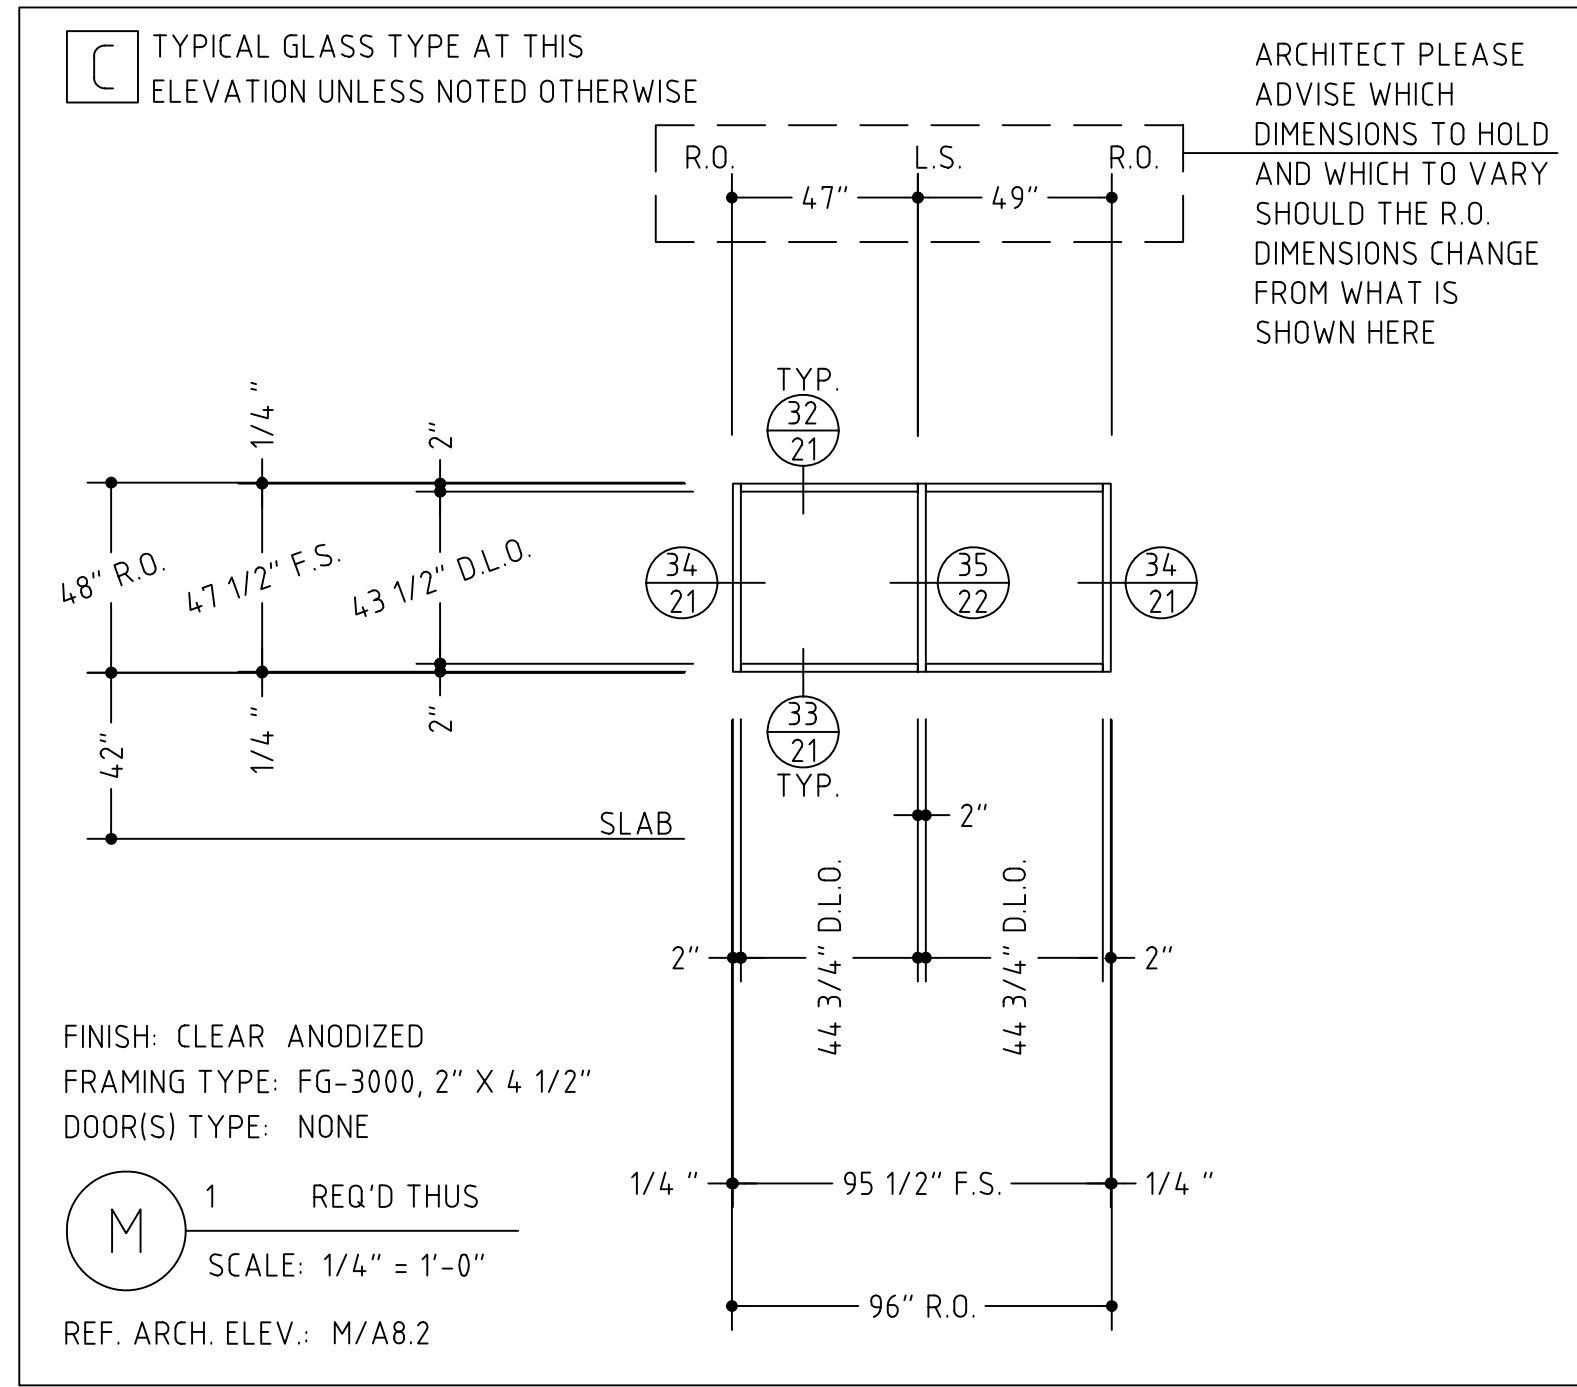 C
TYPICAL GLASS TYPE AT THIS
ELEVATION UNLESS NOTED OTHERWISE
ARCHITECT PLEASE
ADVISE WHICH
DIMENSIONS TO HOLD
AND WHICH TO VARY
SHOULD THE R.O.
DIMENSIONS CHANGE
FROM WHAT IS
SHOWN HERE
R.O. L.S. R.O.
47" 49"
TYP.
32
21
1/4 "
2"
48" R.O.
47 1/2" F.S.
43 1/2" D.L.O.
34
21
35
22
34
21
33
21
TYP.
42"
1/4 "
2"
SLAB
2"
2"
44 3/4" D.L.O.
44 3/4" D.L.O.
2"
FINISH: CLEAR ANODIZED
FRAMING TYPE: FG-3000, 2" X 4 1/2"
DOOR(S) TYPE: NONE
1/4 " 95 1/2" F.S. 1/4 "
M
1 REQ'D THUS
SCALE: 1/4" = 1'-0"
96" R.O.
REF. ARCH. ELEV.: M/A8.2